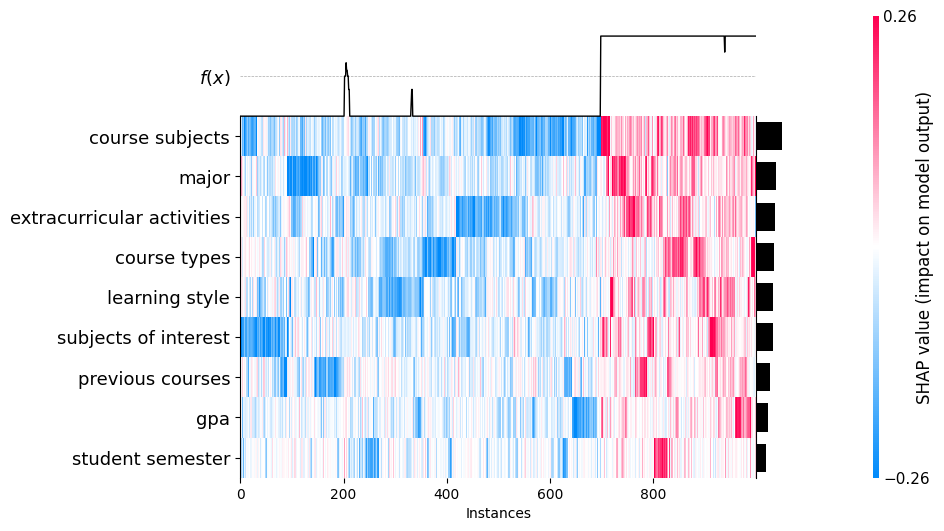 0.26
f(x)
course subjects
major
extracurricular activities
course types
learning style
subjects of interest
previous courses
gpa
student semester
0 200 400 600 800
Instances
SHAP value (impact on model output)
−0.26